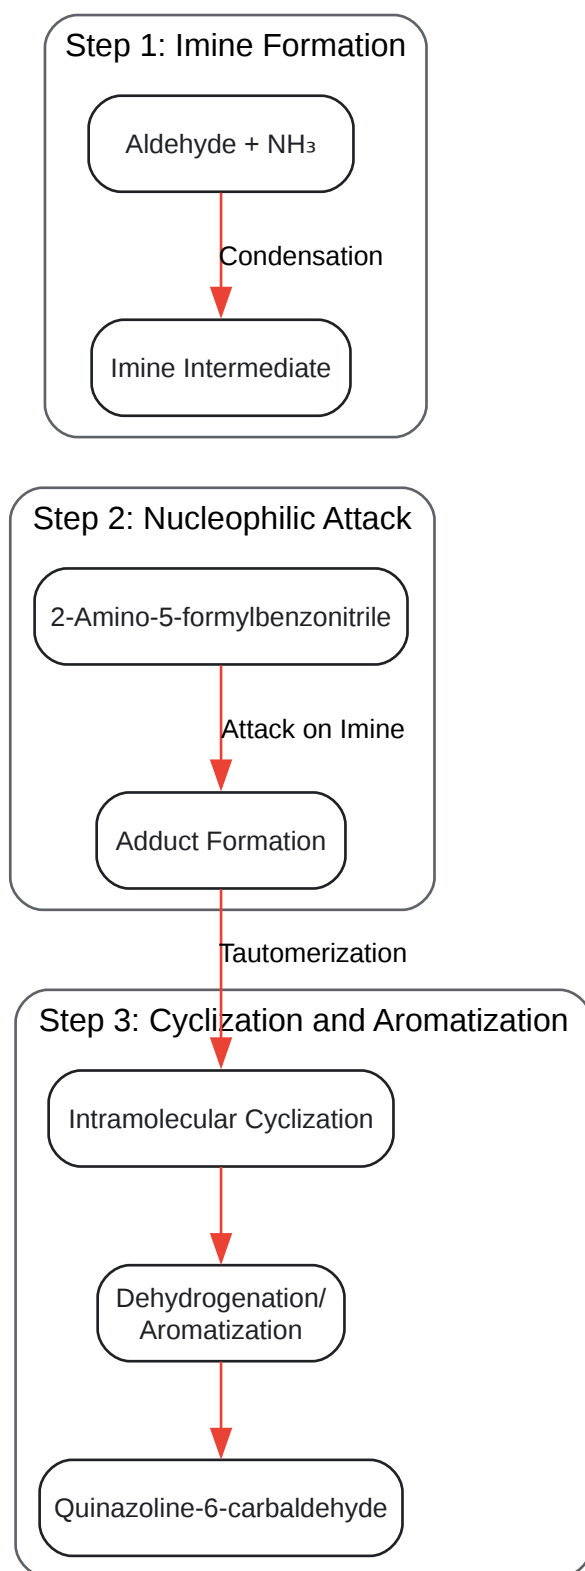 Step 1: Imine Formation
Aldehyde + NH₃
Condensation
Imine Intermediate
Step 2: Nucleophilic Attack
2-Amino-5-formylbenzonitrile
Attack on Imine
Adduct Formation
Tautomerization
Step 3: Cyclization and Aromatization
Intramolecular Cyclization
Dehydrogenation/
Aromatization
Quinazoline-6-carbaldehyde